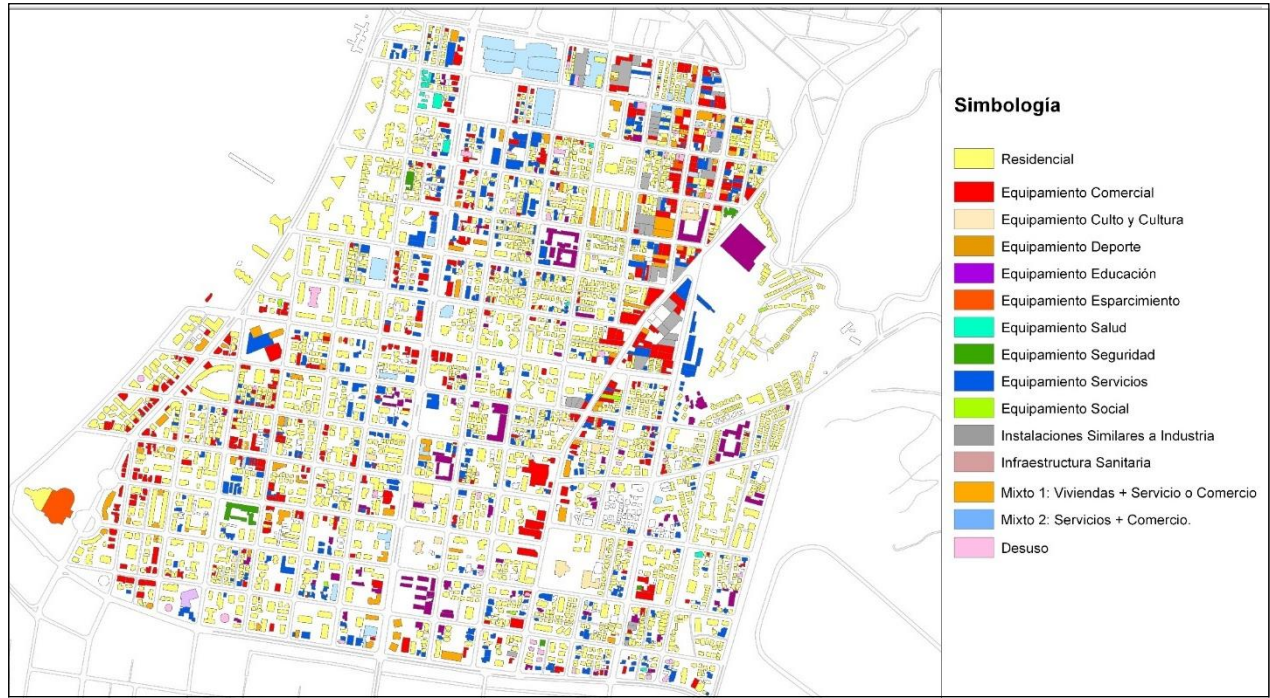 Simbología
Residencial
Equipamiento Comercial
Equipamiento Culto y Cultura
Equipamiento Deporte
Equipamiento Educación
Equipamiento Esparcimiento
Equipamiento Salud
Equipamiento Seguridad
Equipamiento Servicios
Equipamiento Social
Instalaciones Similares a Industria
Infraestructura Sanitaria
Mixto 1: Viviendas + Servicio o Comercio
Mixto 2: Servicios + Comercio.
Desuso